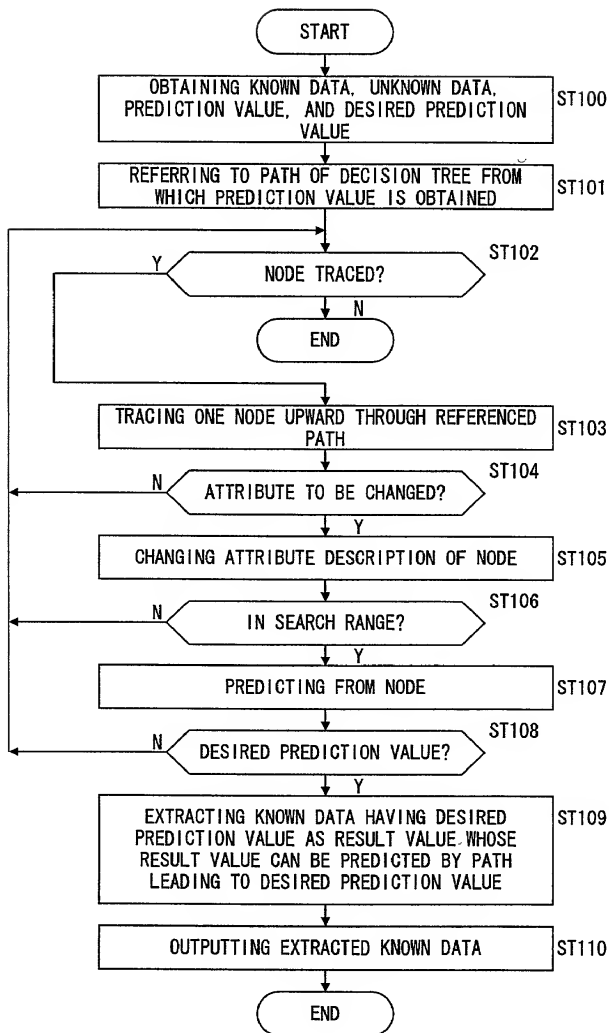 START
OBTAINING KNOWN DATA, UNKNOWN DATA,
PREDICTION VALUE, AND DESIRED PREDICTION
VALUE
ST100
REFERRING TO PATH OF DECISION TREE FROM
WHICH PREDICTION VALUE IS OBTAINED
ST101
ST102
Y
NODE TRACED?
N
END
TRACING ONE NODE UPWARD THROUGH REFERENCED
PATH
ST103
ST104
N
ATTRIBUTE TO BE CHANGED?
Y
CHANGING ATTRIBUTE DESCRIPTION OF NODE
ST105
ST106
N
IN SEARCH RANGE?
Y
PREDICTING FROM NODE
ST107
ST108
N
DESIRED PREDICTION VALUE?
Y
EXTRACTING KNOWN DATA HAVING DESIRED
PREDICTION VALUE AS RESULT VALUE WHOSE
RESULT VALUE CAN BE PREDICTED BY PATH
LEADING TO DESIRED PREDICTION VALUE
ST109
OUTPUTTING EXTRACTED KNOWN DATA
ST110
END